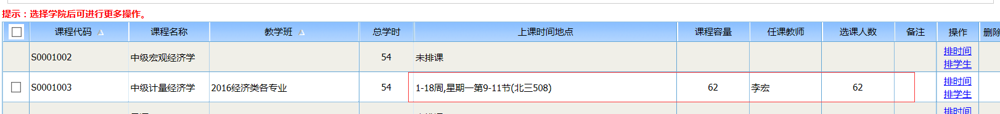 提示：选择学院后可进行更多操作。
课程代码 课程名称 教学班 总学时 上课时间地点 课程容量 任课教师 选课人数 备注 操作 删除
S0001002 中级宏观经济学 54 未排课 排时间
排学生
S0001003 中级计量经济学 2016经济类各专业 54 1-18周,星期一第9-11节(北三508) 62 李宏 62 排时间
排学生
排时间